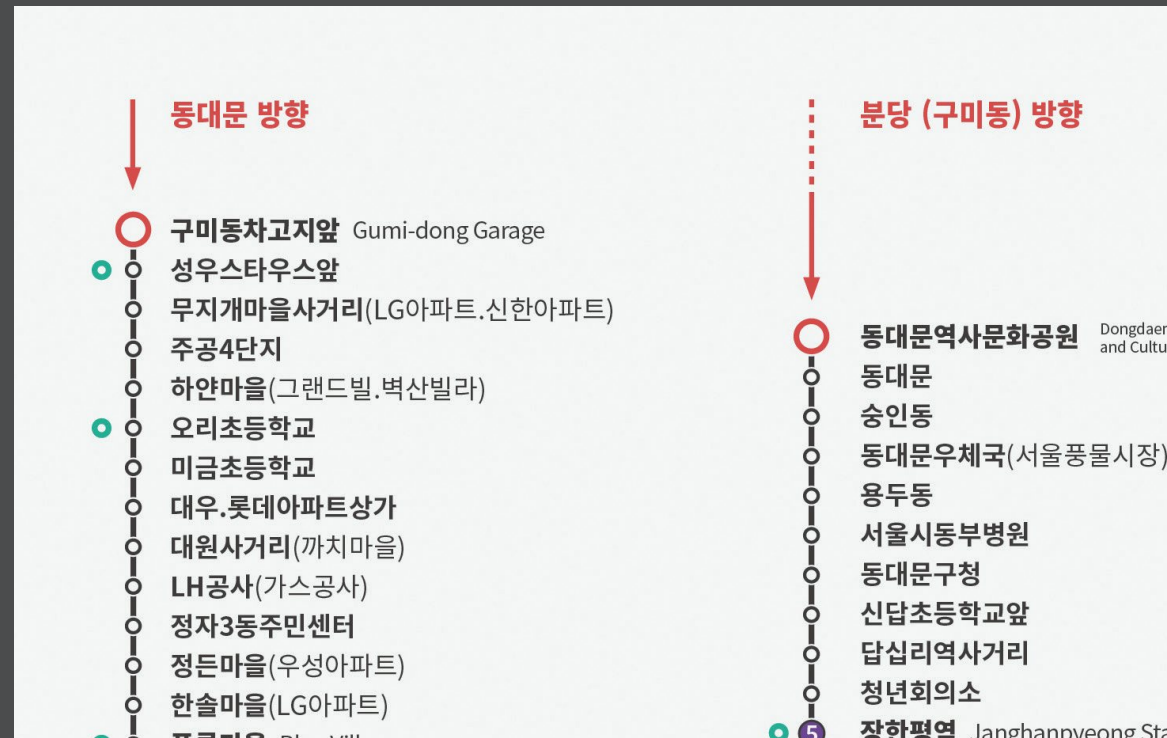 동대문 방향
구미동차고지앞 Gumi-dong Garage
성우스타우스앞
무지개마을사거리(LG아파트.신한아파트)
주공4단지
하얀마을(그랜드빌.벽산빌라)
오리초등학교
미금초등학교
대우.롯데아파트상가
대원사거리(까치마을)
LH공사(가스공사)
정자3동주민센터
정든마을(우성아파트)
한솔마을(LG아파트)
분당 (구미동) 방향
동대문역사문화공원
and
동대문
숭인동
동대문우체국(서울풍물시장)
용두동
서울시동부병원
동대문구청
신답초등학교앞
답십리역사거리
청년회의소
5 장한평역 Janghanpyeong